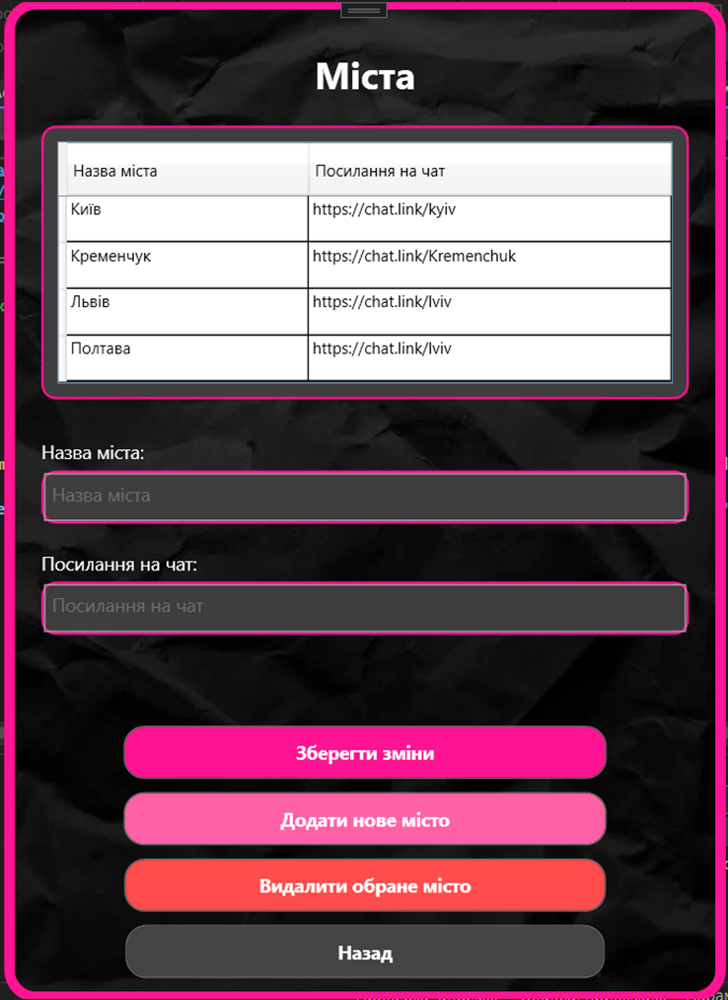 Міста
Назва міста Посилання на чат
Київ https://chat.link/kyiv
Кременчук https://chat.link/Kremenchuk
Львів https://chat.link/lviv
Полтава https://chat.link/lviv
Назва міста:
Назва міста
Посилання на чат:
Посилання на чат
Зберегти зміни
Додати нове місто
Видалити обране місто
Назад